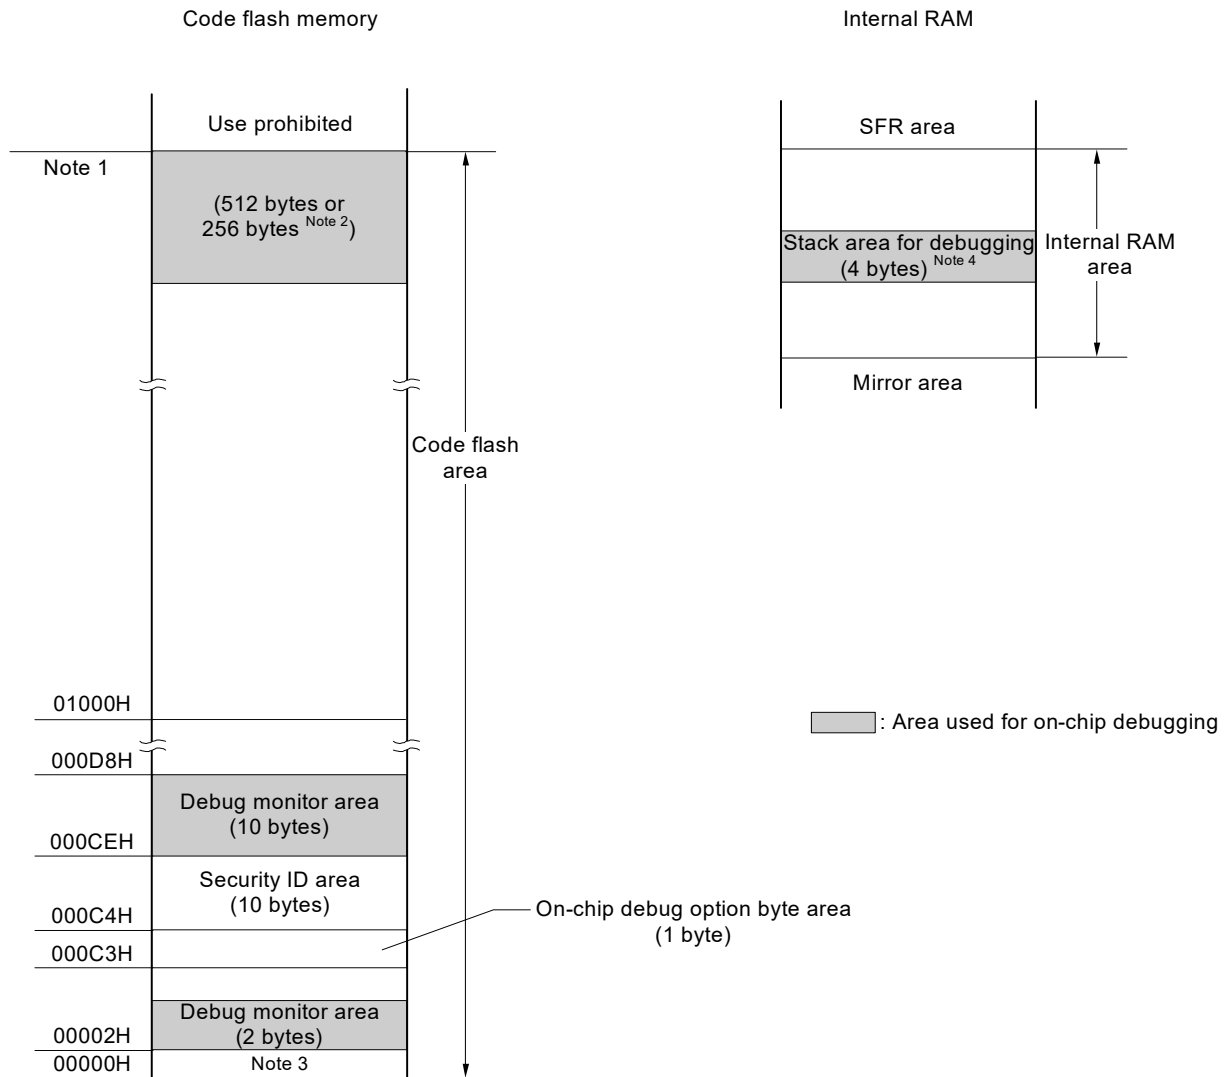 Code flash memory
Internal RAM
Use prohibited
Note 1
(512 bytes or
256 bytes Note 2)
Code flash
area
01000H
000D8H
Debug monitor area
(10 bytes)
000CEH
Security ID area
(10 bytes)
000C4H
000C3H
On-chip debug option byte area
(1 byte)
Debug monitor area
(2 bytes)
00002H
00000H
Note 3
SFR area
Stack area for debugging
(4 bytes) Note 4
Internal RAM
area
Mirror area
: Area used for on-chip debugging